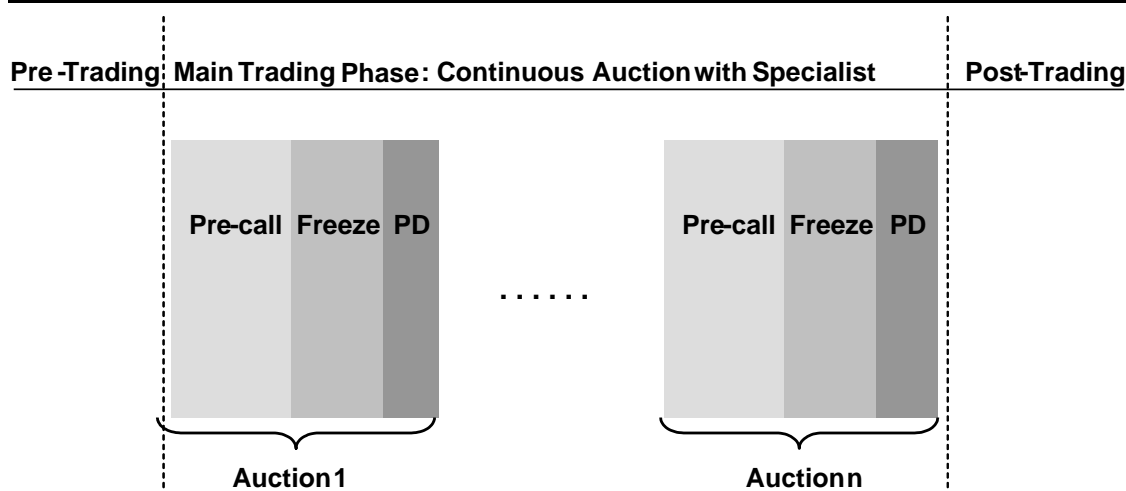 Pre-Trading Main Trading Phase: Continuous Auction with Specialist Post-Trading
Pre-call Freeze PD Pre-call Freeze PD
......
Auction 1 Auction n